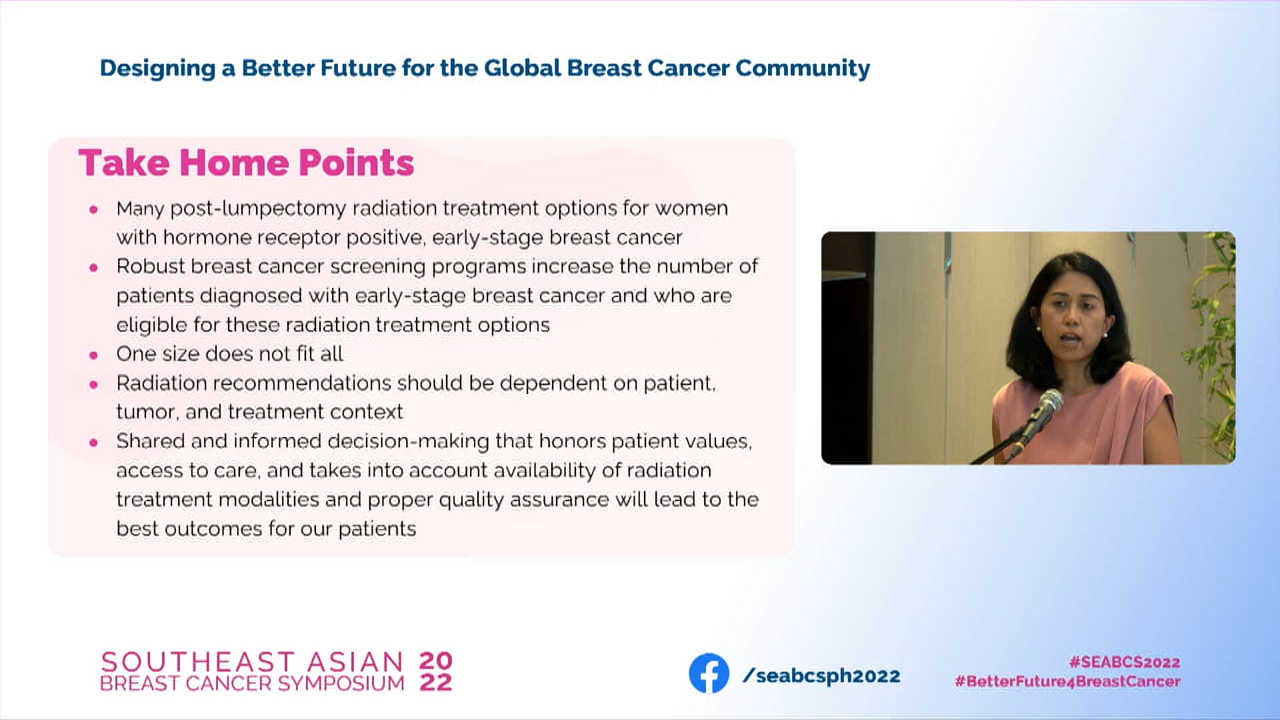 Designing a Better Future for the Global Breast Cancer Community
Take Home Points
• Many post-lumpectomy radiation treatment options for women
with hormone receptor positive, early-stage breast cancer
• Robust breast cancer screening programs increase the number of
patients diagnosed with early-stage breast cancer and who are
eligible for these radiation treatment options
• One size does not fit all
• Radiation recommendations should be dependent on patient,
tumor, and treatment context
• Shared and informed decision-making that honors patient values,
access to care, and takes into account availability of radiation
treatment modalities and proper quality assurance will lead to the
best outcomes for our patients
SOUTHEAST ASIAN 20
BREAST CANCER SYMPOSIUM 22
/seabcsph2022
#SEABCS2022
#BetterFuture4BreastCancer